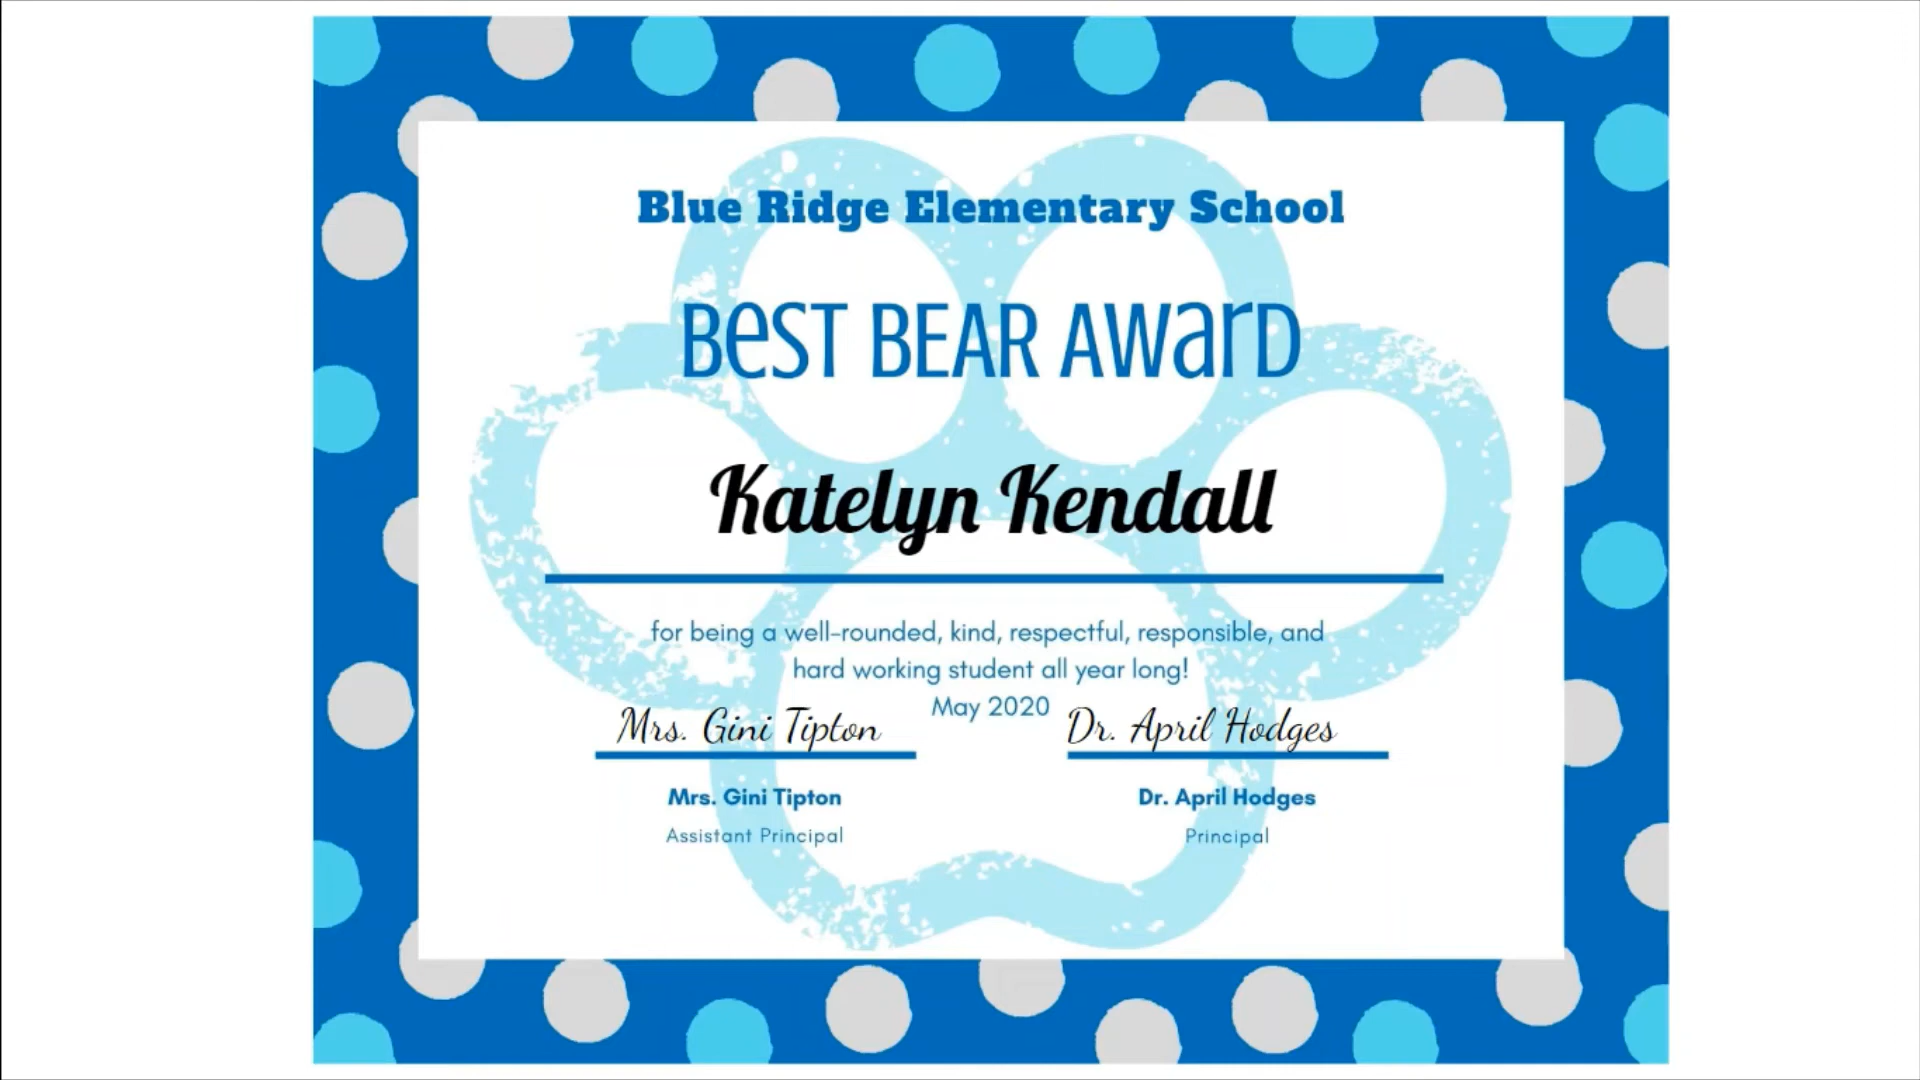 Blue Ridge Elementary School
BeST BEAR AWarD
Katelyn Kendall
for being a well-rounded, kind, respectful, responsible, and
hard working student all year long!
May 2020
Mrs. Gini Tipton Dr. April Hodges
Mrs. Gini Tipton Dr. April Hodges
Assistant Principal Principal